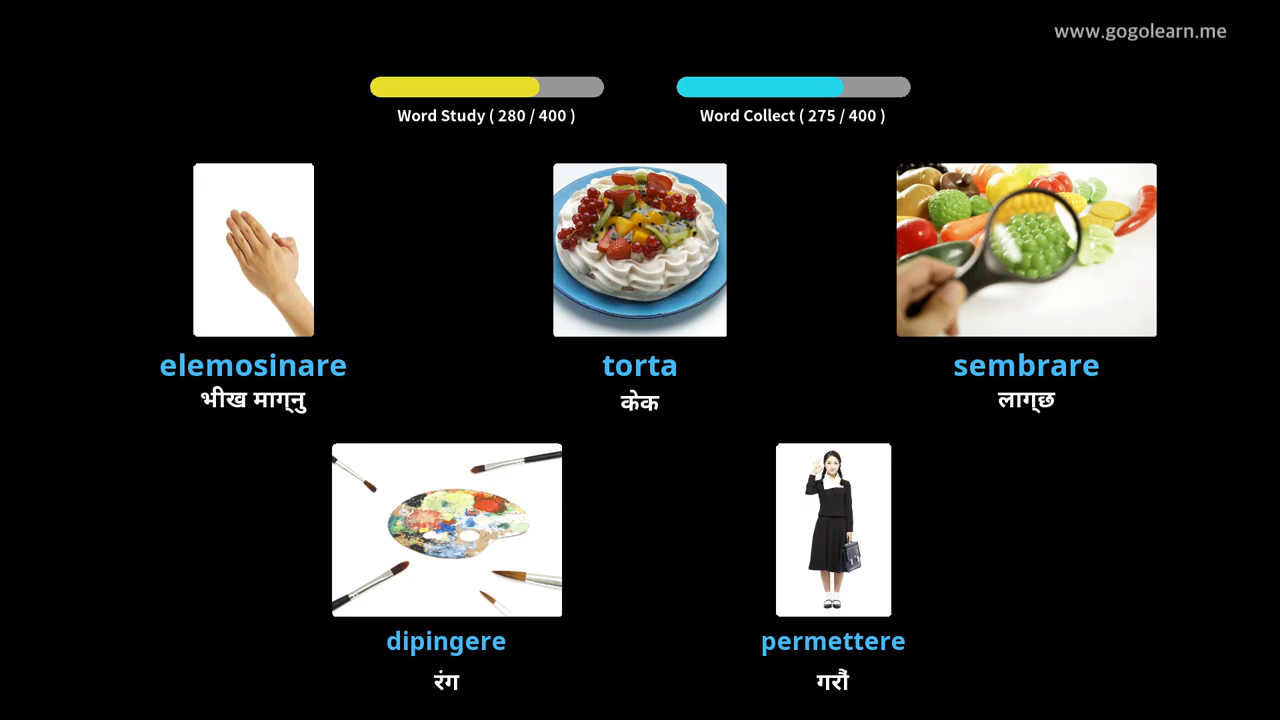 www.gogolearn.me
Word Study ( 280 / 400 )
Word Collect ( 275 / 400 )
elemosinare
भीख माग्नु
torta
केक
sembrare
लाग्छ
dipingere
रंग
permettere
गरौं